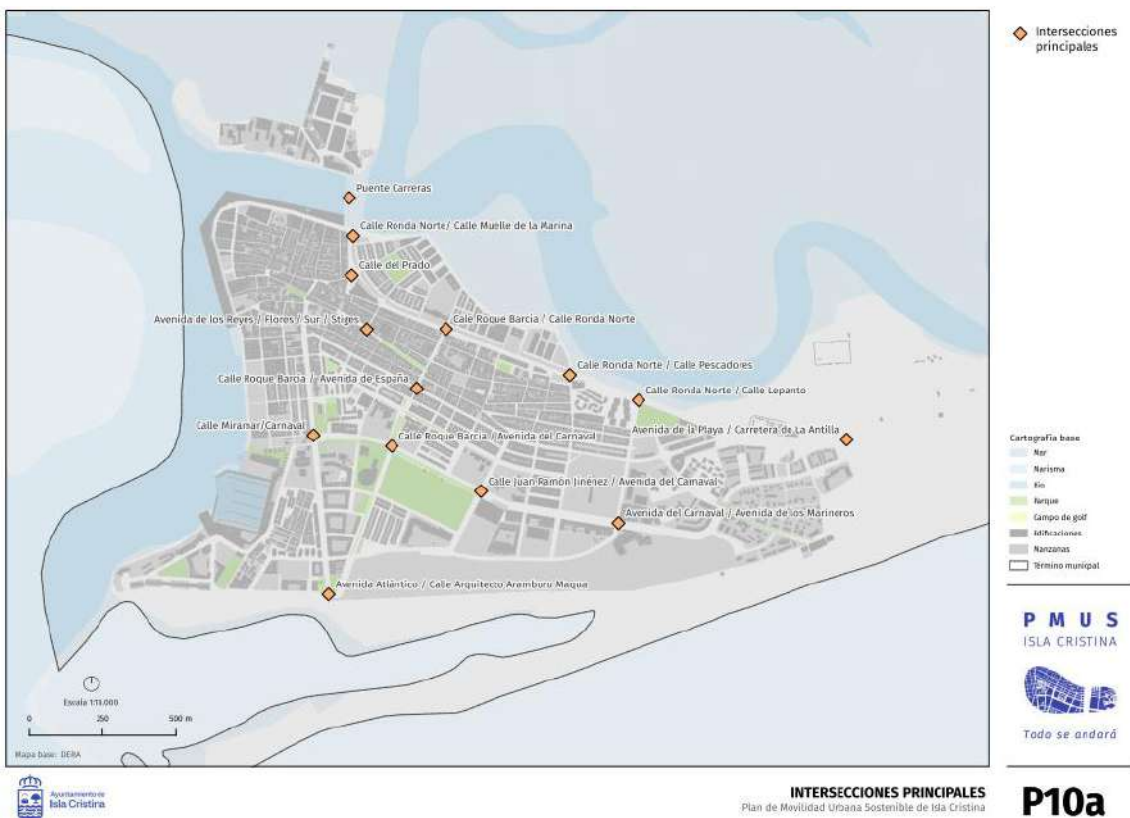 Intersecciones
principales
Puente Carreras
Calle Ronda Norte/ Calle Muelle de la Marina
Calle del Prado
Avenida de los Reyes / Flores / Sur / Stiges
Calle Roque Barcia / Calle Ronda Norte
Calle Ronda Norte / Calle Pescadores
Calle Roque Barcia / Avenida de España
Calle Ronda Norte / Calle Lopanto
Calle Miramar/Carnaval
Calle Roque Barcia / Avenida del Carnaval
Avenida de la Playa / Carretera de La Antilla
Calle Juan Ramón Jiménez / Avenida del Carnaval
Avenida del Carnaval / Avenida de los Marineros
Avenida Atlántico / Calle Arquitecto Aramburu Maqua
Escala 1:13.000
0 250 500 m
Mapa base: DERA
Cartografía base
Mar
Marisma
Río
Parque
Campo de golf
Edificaciones
Manzanas
Término municipal
PMUS
ISLA CRISTINA
Todo se andará
Ayuntamiento de
Isla Cristina
INTERSECCIONES PRINCIPALES
Plan de Movilidad Urbana Sostenible de Isla Cristina
P10a